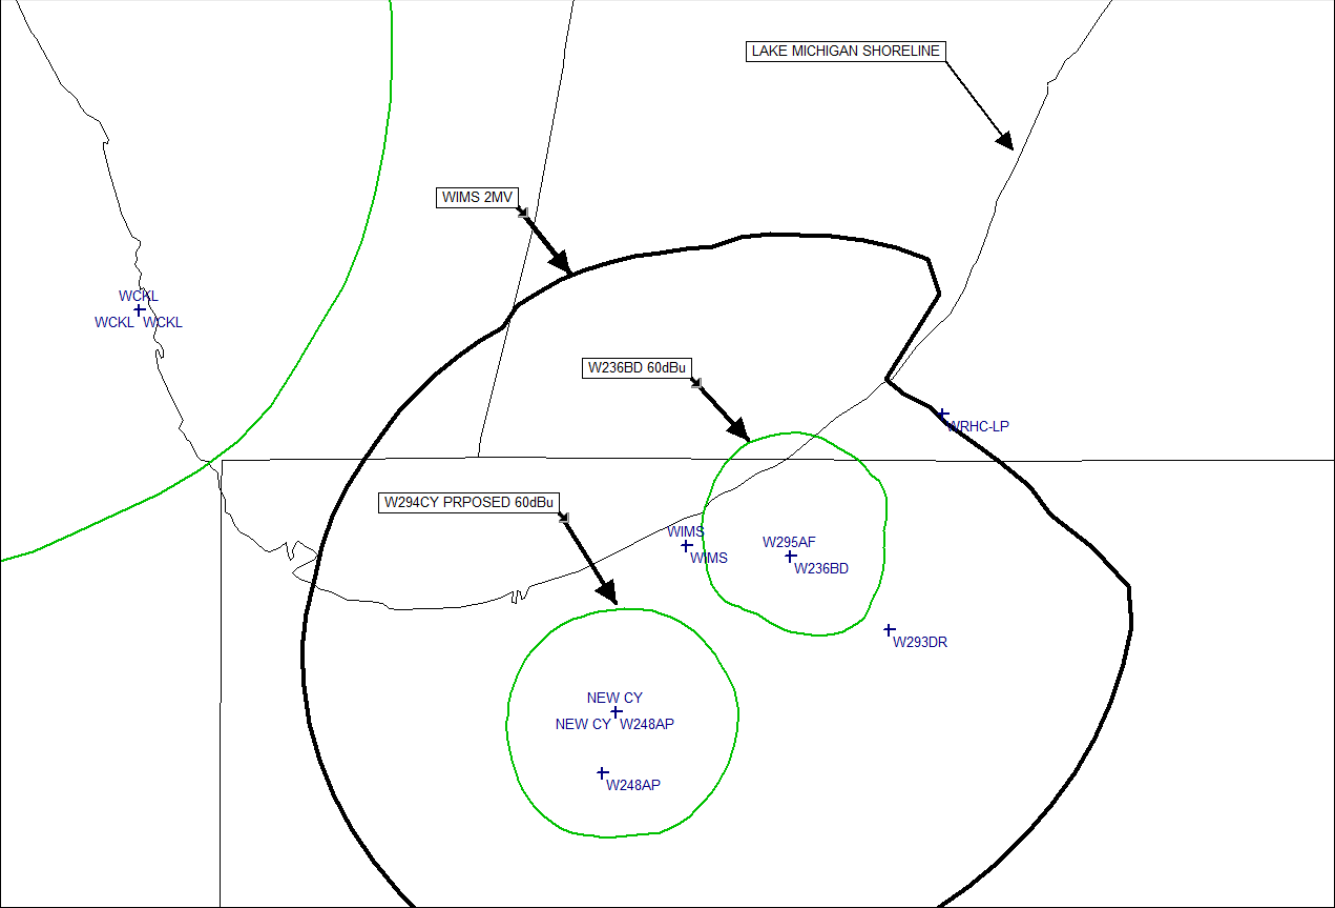 LAKE MICHIGAN SHORELINE
WIMS 2MV
WCKL
WCKL WCKL
W236BD 60dBu
WRHC-LP
W294CY PRPOSED 60dBu
WIMS
WIMS
W295AF
W236BD
W293DR
NEW CY
NEW CY W248AP
W248AP